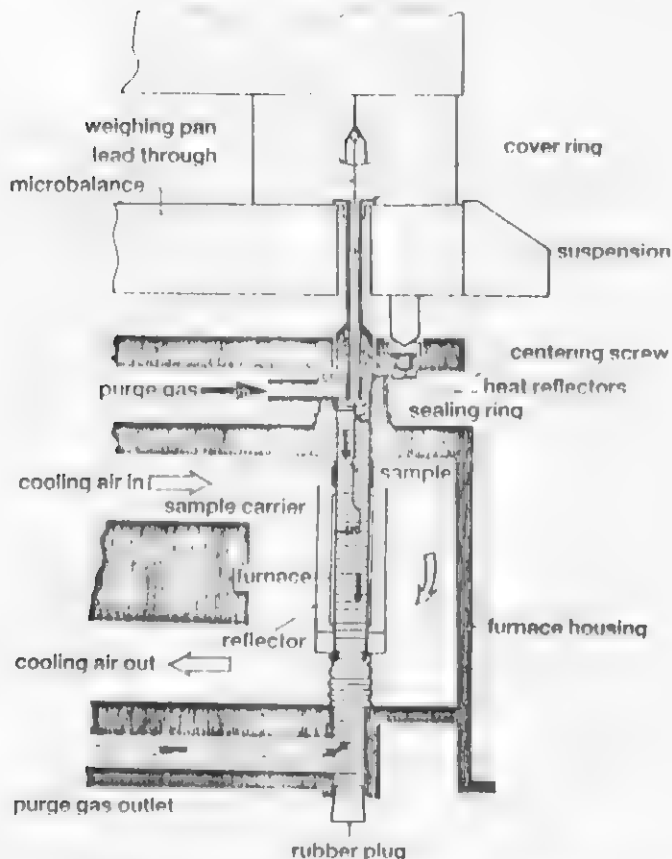 weighing pan
lead through
microbalance
cover ring
suspension
centering screw
heat reflectors
purge gas
sealing ring
cooling air in
sample
sample carrier
furnace
furnace housing
reflector
cooling air out
purge gas outlet
rubber plug